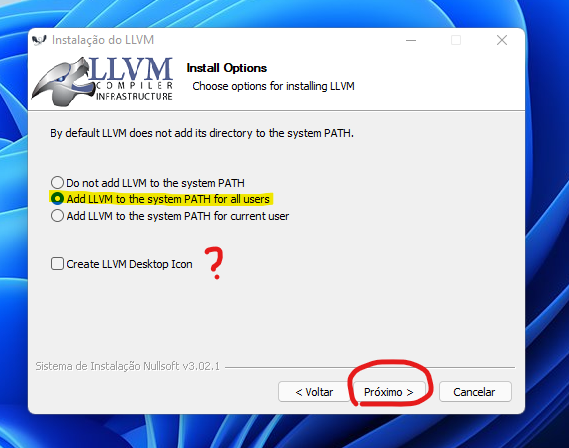 Instalação do LLVM
LLVM
COMPILER
INFRASTRUCTURE
Install Options
Choose options for installing LLVM
By default LLVM does not add its directory to the system PATH.
Do not add LLVM to the system PATH
Add LLVM to the system PATH for all users
Add LLVM to the system PATH for current user
Create LLVM Desktop Icon ?
Sistema de Instalação Nullsoft v3.02.1
< Voltar Próximo > Cancelar